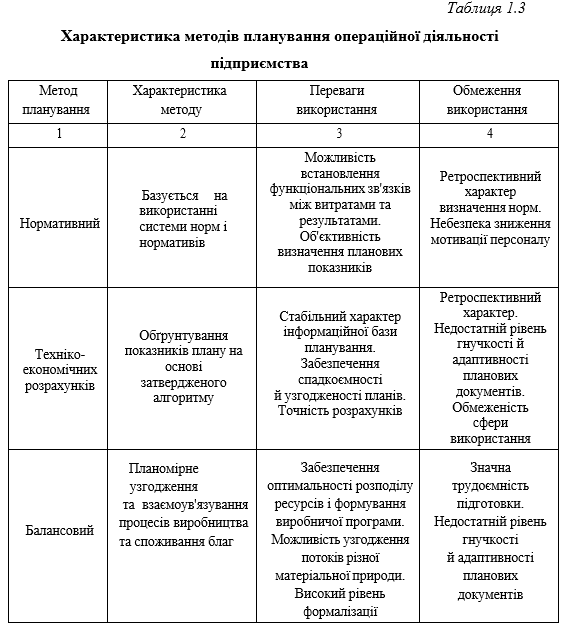 Таблиця 1.3
Характеристика методів планування операційної діяльності
підприємства
Метод
планування
Характеристика
методу
Переваги
використання
Обмеження
використання
1
2
3
4
Нормативний
Базується на
використанні
системи норм і
нормативів
Можливість
встановлення
функціональних зв'язків
між витратами та
результатами.
Об'єктивність
визначення планових
показників
Ретроспективний
характер
визначення норм.
Небезпека зниження
мотивації персоналу
Техніко-
економічних
розрахунків
Обґрунтування
показників плану на
основі
затвердженого
алгоритму
Стабільний характер
інформаційної бази
планування.
Забезпечення
спадкоємності
й узгодженості планів.
Точність розрахунків
Ретроспективний
характер.
Недостатній рівень
гнучкості й
адаптивності
планових
документів.
Обмеженість
сфери
використання
Балансовий
Планомірне
узгодження
та взаємоув'язування
процесів виробництва
та споживання благ
Забезпечення
оптимальності розподілу
ресурсів і формування
виробничої програми.
Можливість узгодження
потоків різної
матеріальної природи.
Високий рівень
формалізації
Значна
трудоємність
підготовки.
Недостатній рівень
гнучкості
й адаптивності
планових
документів